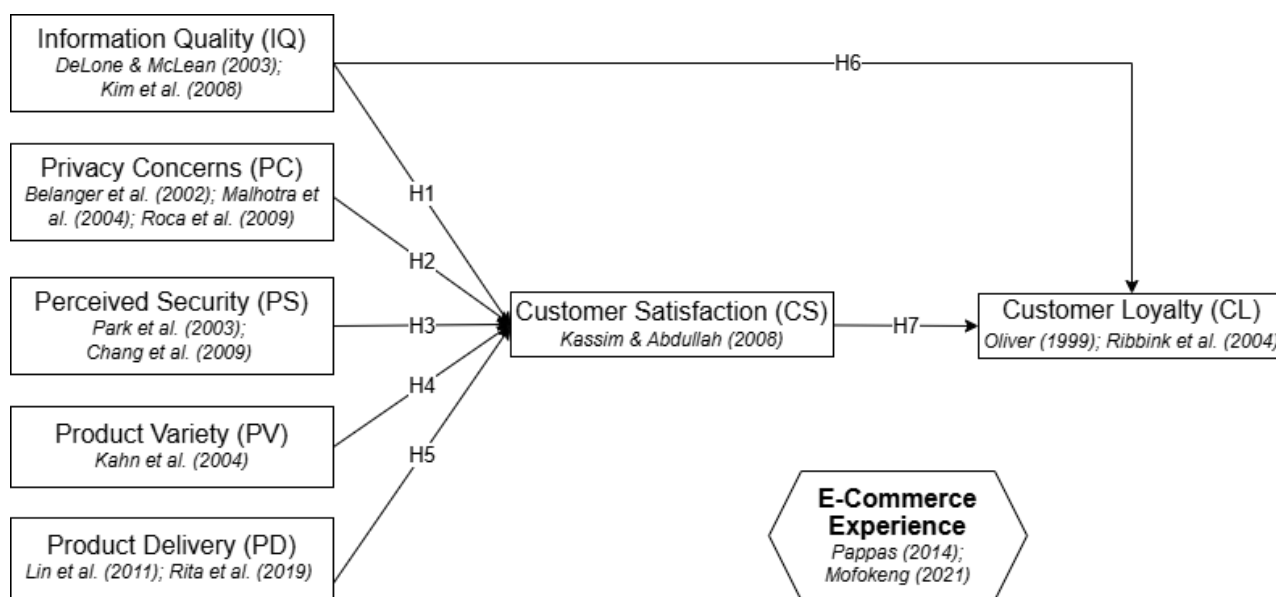 Information Quality (IQ)
DeLone & McLean (2003);
Kim et al. (2008)
H6
Privacy Concerns (PC)
Belanger et al. (2002); Malhotra et
al. (2004); Roca et al. (2009)
H1
H2
Perceived Security (PS)
Park et al. (2003);
Chang et al. (2009)
H3
Customer Satisfaction (CS)
Kassim & Abdullah (2008)
H7
Customer Loyalty (CL)
Oliver (1999); Ribbink et al. (2004)
H4
Product Variety (PV)
Kahn et al. (2004)
H5
Product Delivery (PD)
Lin et al. (2011); Rita et al. (2019)
E-Commerce
Experience
Pappas (2014);
Mofokeng (2021)